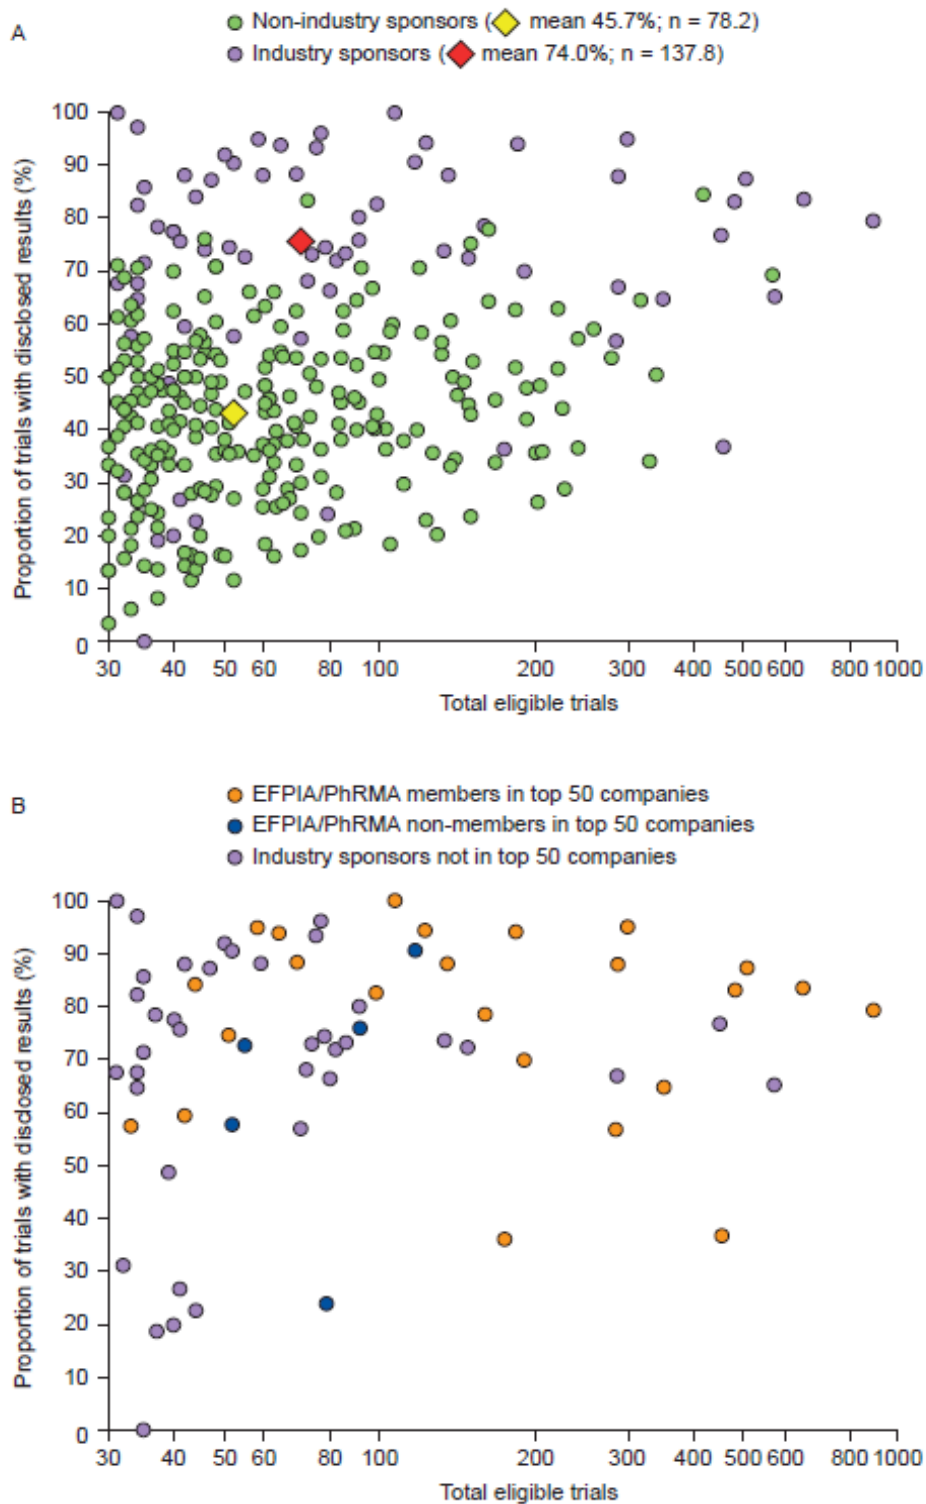 A
Non-industry sponsors ( mean 45.7%; n = 78.2)
Industry sponsors ( mean 74.0%; n = 137.8)
Proportion of trials with disclosed results (%)
100
90
80
70
60
50
40
30
20
10
0
30 40 50 60 80 100 200 300 400 500 600 800 1000
Total eligible trials
B
EFPIA/PhRMA members in top 50 companies
EFPIA/PhRMA non-members in top 50 companies
Industry sponsors not in top 50 companies
Proportion of trials with disclosed results (%)
100
90
80
70
60
50
40
30
20
10
0
30 40 50 60 80 100 200 300 400 500 600 800 1000
Total eligible trials